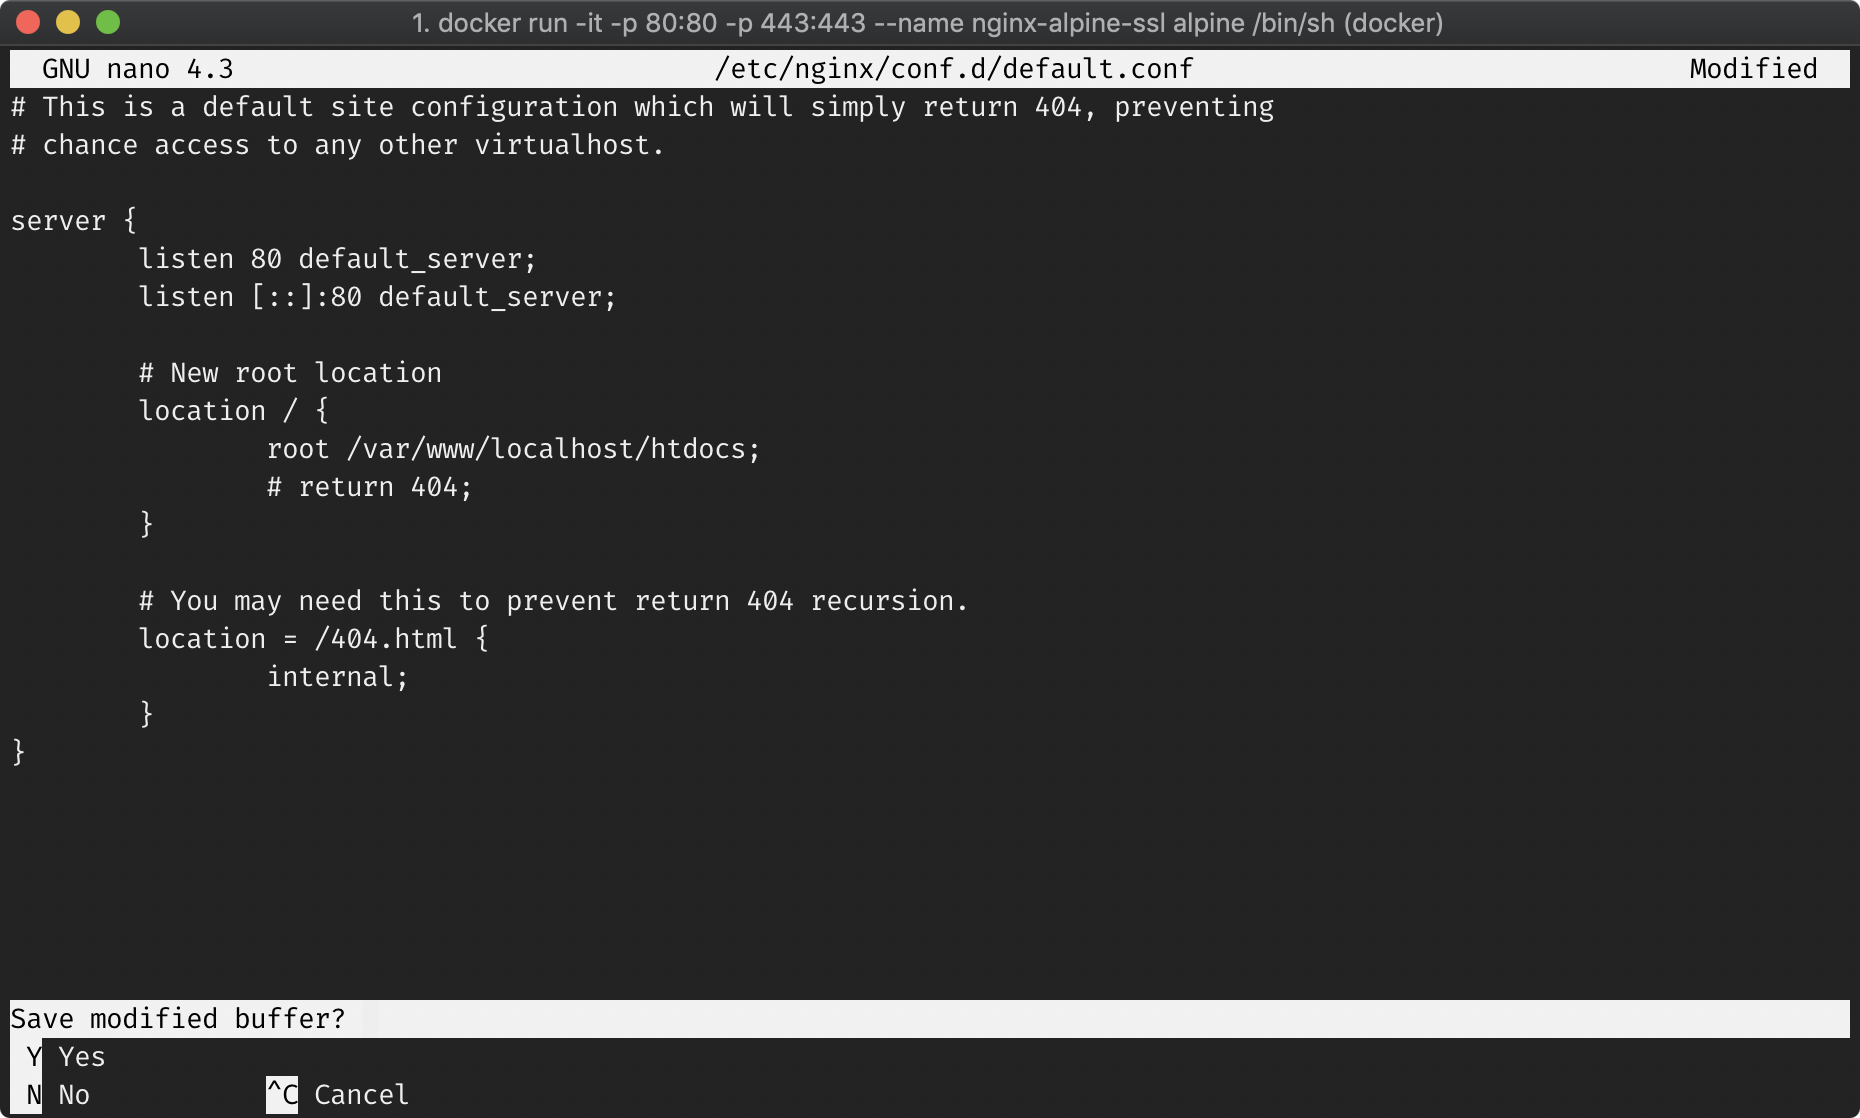 1. docker run -it -p 80:80 -p 443:443 --name nginx-alpine-ssl alpine /bin/sh (docker)
GNU nano 4.3 /etc/nginx/conf.d/default.conf Modified
# This is a default site configuration which will simply return 404, preventing
# chance access to any other virtualhost.

server {
        listen 80 default_server;
        listen [::]:80 default_server;

        # New root location
        location / {
                root /var/www/localhost/htdocs;
                # return 404;
        }

        # You may need this to prevent return 404 recursion.
        location = /404.html {
                internal;
        }
}
Save modified buffer?
Y Yes
N No ^C Cancel